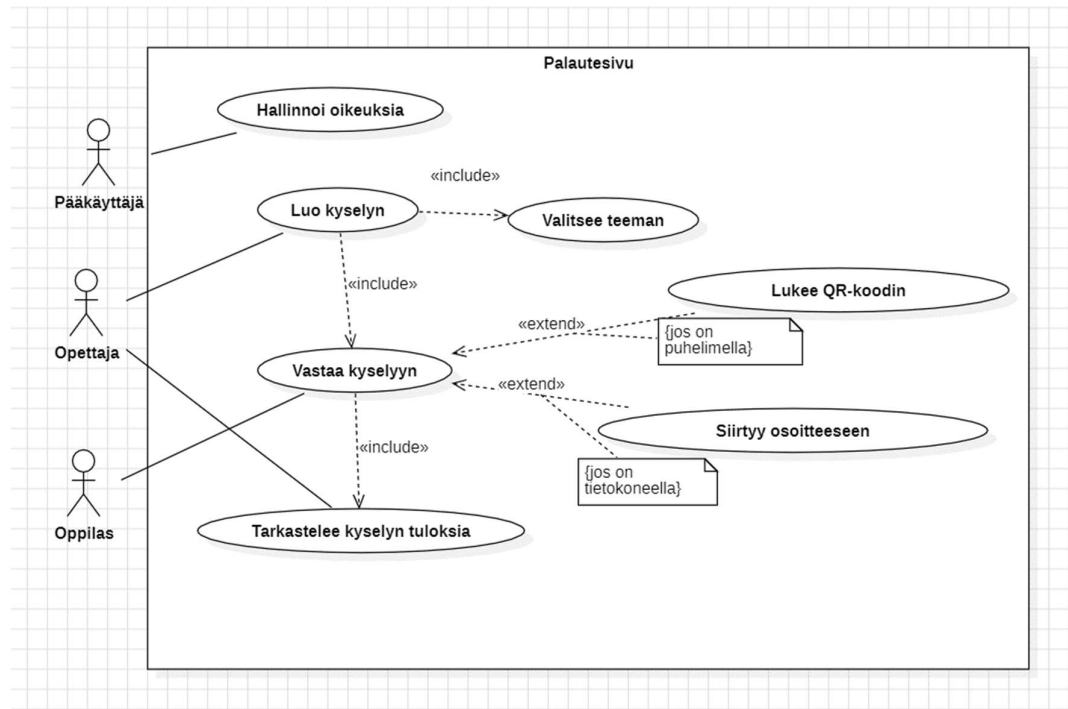 Palautesivu
Hallinnoi oikeuksia
Pääkäyttäjä
«include»
Luo kyselyn
Valitsee teeman
«include»
Lukee QR-koodin
«extend»
{jos on
puhelimella}
Opettaja
Vastaa kyselyyn
«extend»
Siirtyy osoitteeseen
«include»
{jos on
tietokoneella}
Oppilas
Tarkastelee kyselyn tuloksia